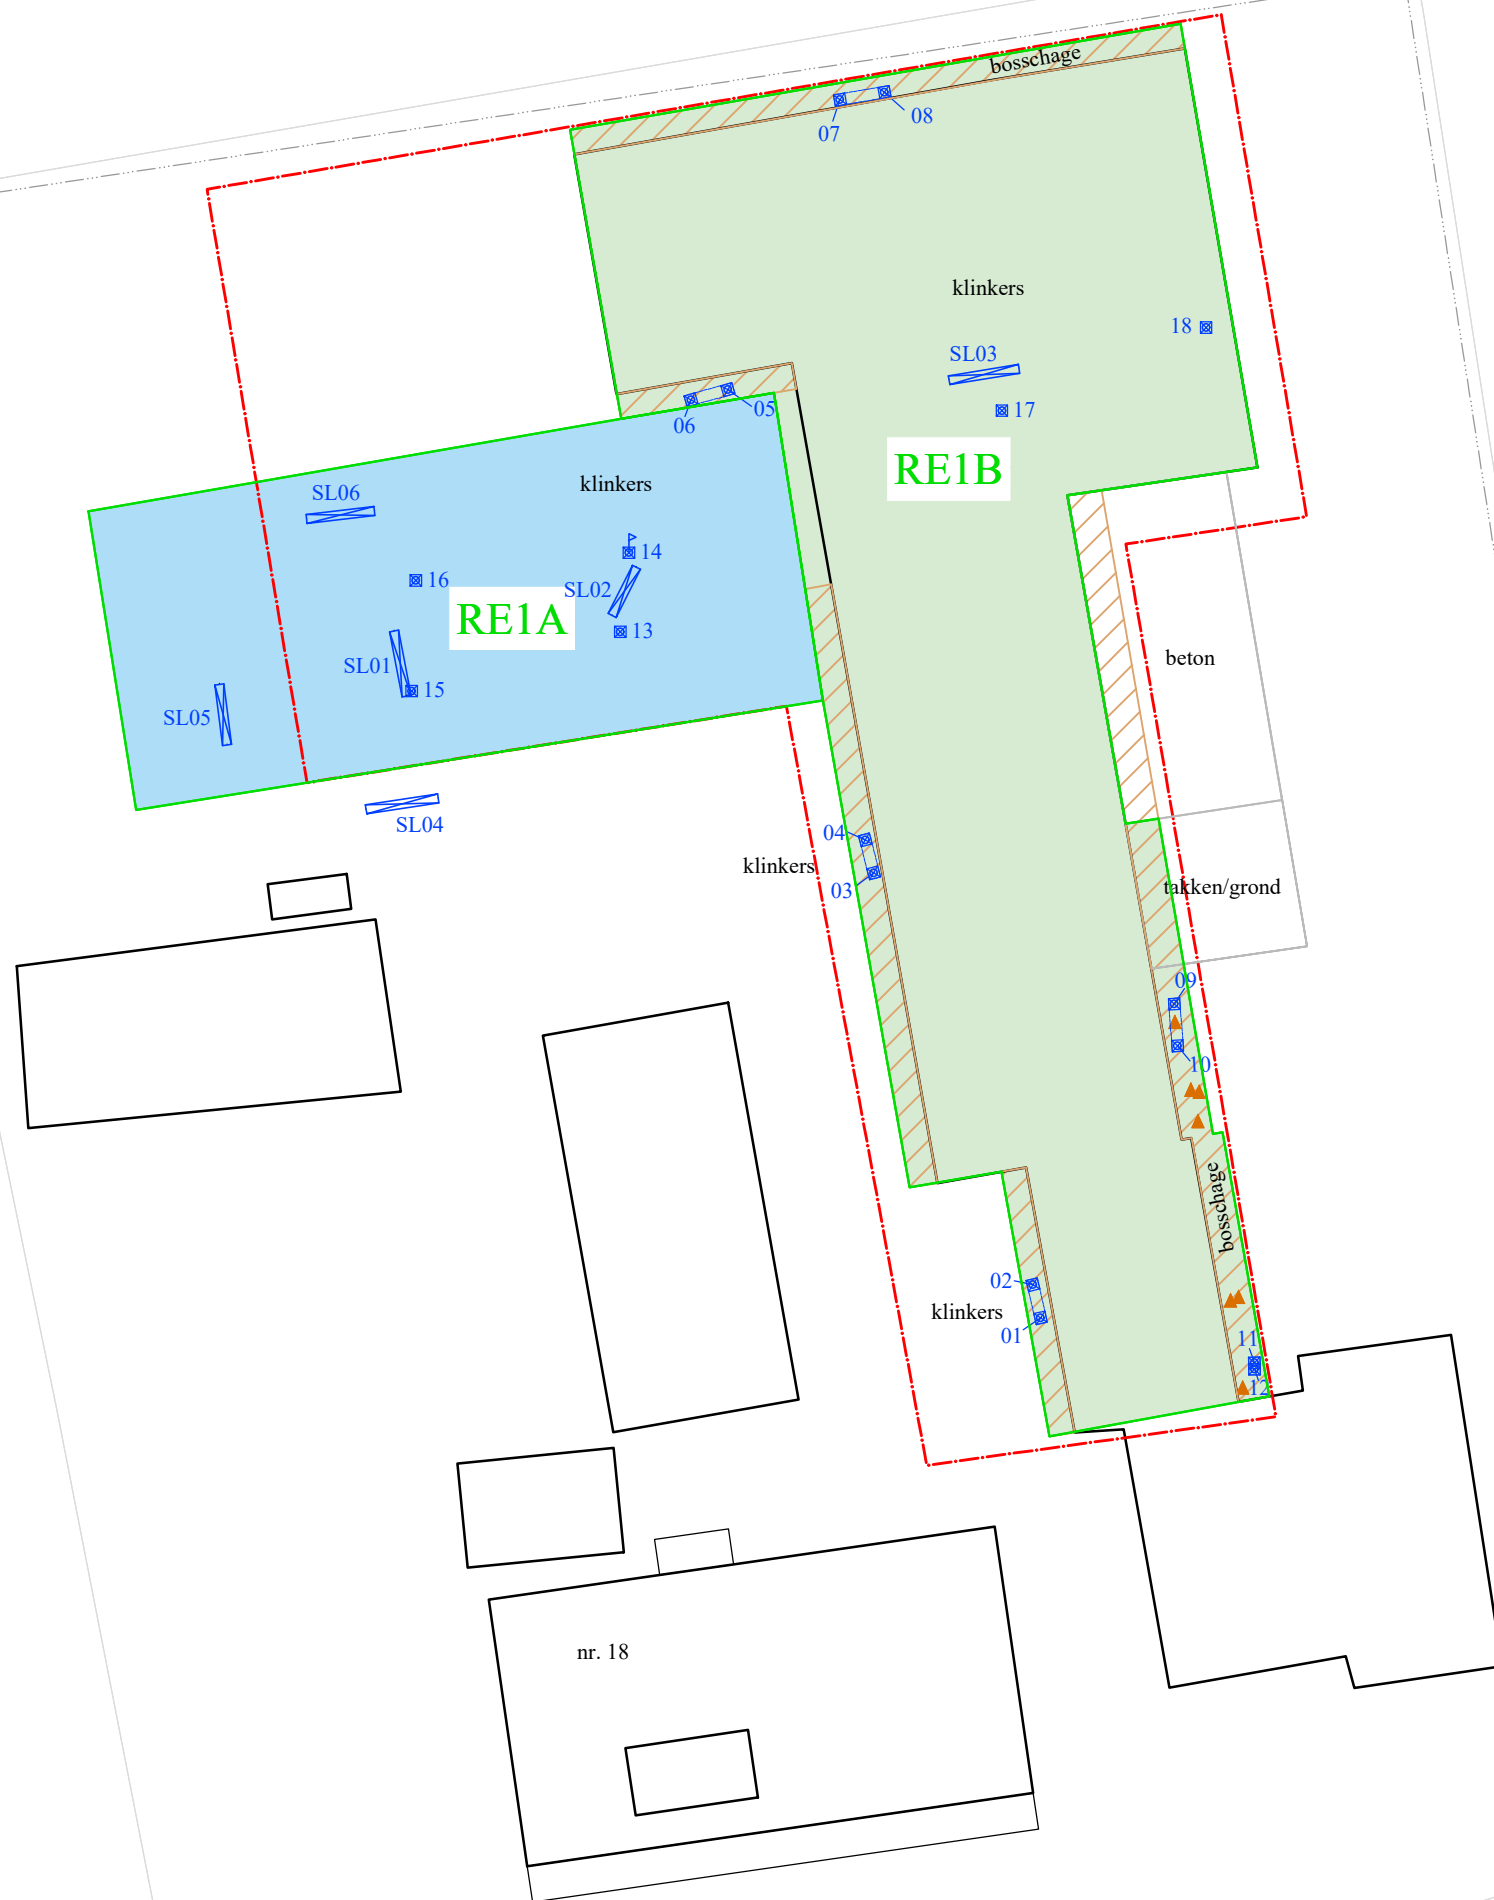 bosschage
07
08
klinkers
18
SL03
17
05
06
RE1B
klinkers
SL06
14
16
SL02
RE1A
13
SL01
15
SL05
beton
SL04
04
klinkers
03
takken/grond
09
10
bosschage
02
klinkers
01
11
12
nr. 18